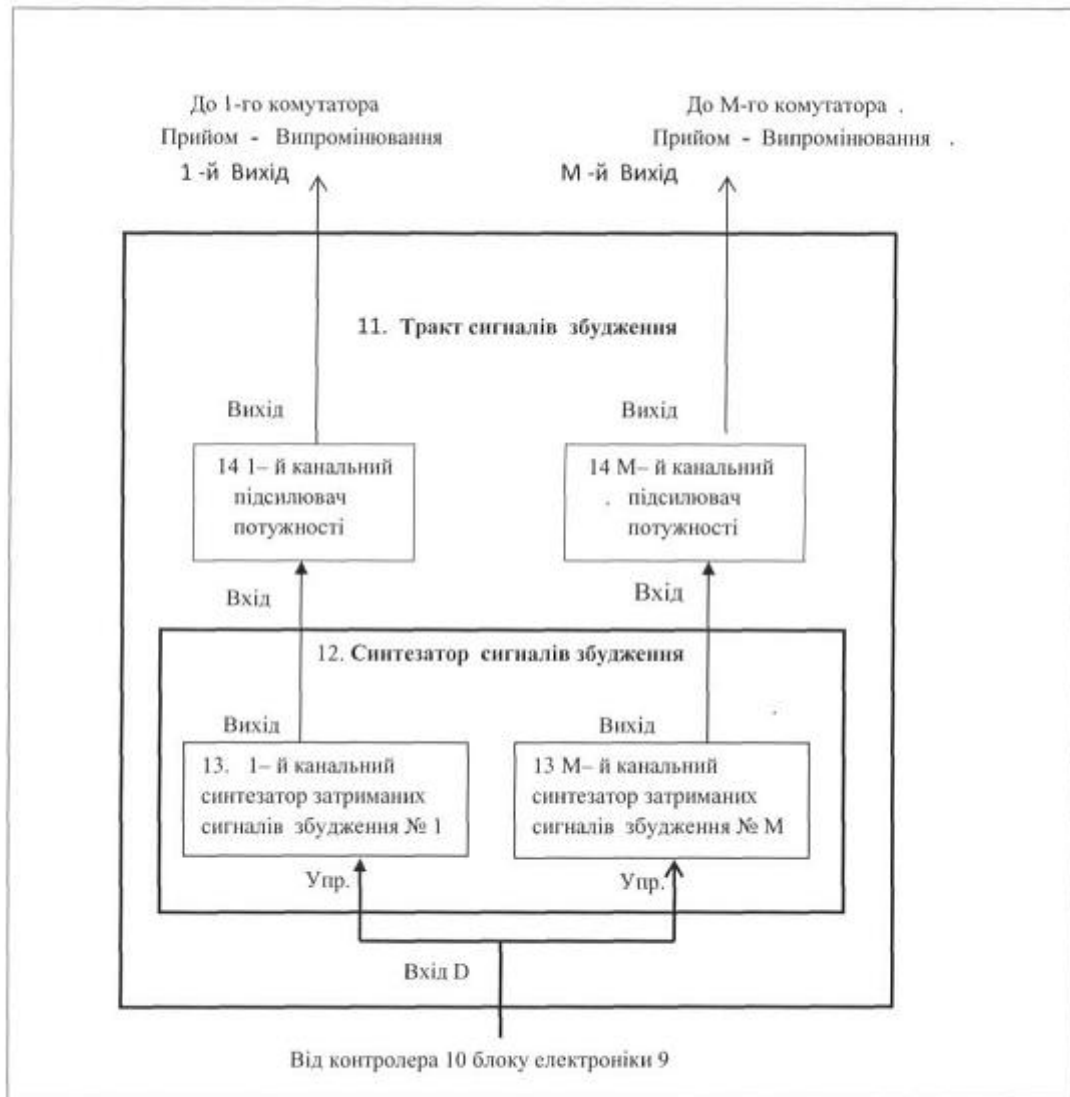 До 1-го комутатора
Прийом - Випромінювання
1 -й Вихід
До М-го комутатора .
Прийом - Випромінювання .
М -й Вихід
11. Тракт сигналів збудження
Вихід
Вихід
14 1– й канальний
підсилювач
потужності
14 М– й канальний
. підсилювач
потужності
Вхід
Вхід
12. Синтезатор сигналів збудження
Вихід
Вихід
13. 1– й канальний
синтезатор затриманих
сигналів збудження № 1
13 М– й канальний
синтезатор затриманих
сигналів збудження № М
Упр.
Упр.
Вхід D
Від контролера 10 блоку електроніки 9